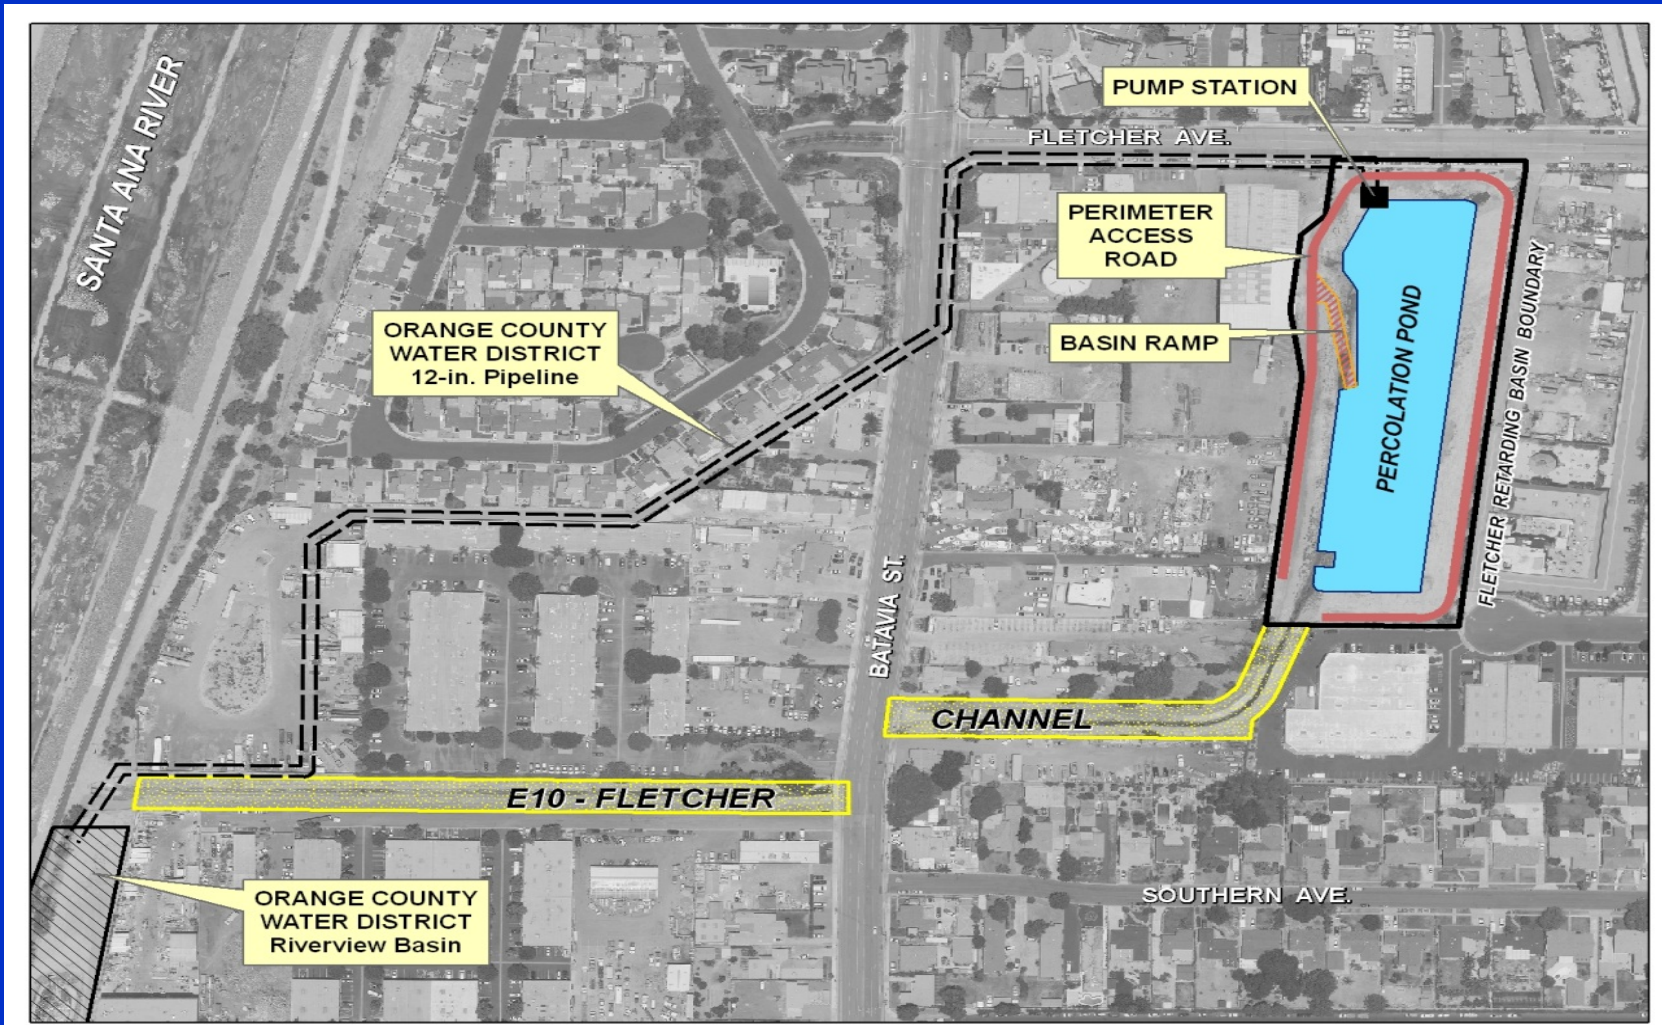 SANTA ANA RIVER
PUMP STATION
FLETCHER AVE.
PERIMETER
ACCESS
ROAD
BASIN RAMP
PERCOLATION POND
FLETCHER RETARDING BASIN BOUNDARY
ORANGE COUNTY
WATER DISTRICT
12-in. Pipeline
BATAVIA ST.
CHANNEL
E10 - FLETCHER
ORANGE COUNTY
WATER DISTRICT
Riverview Basin
SOUTHERN AVE.